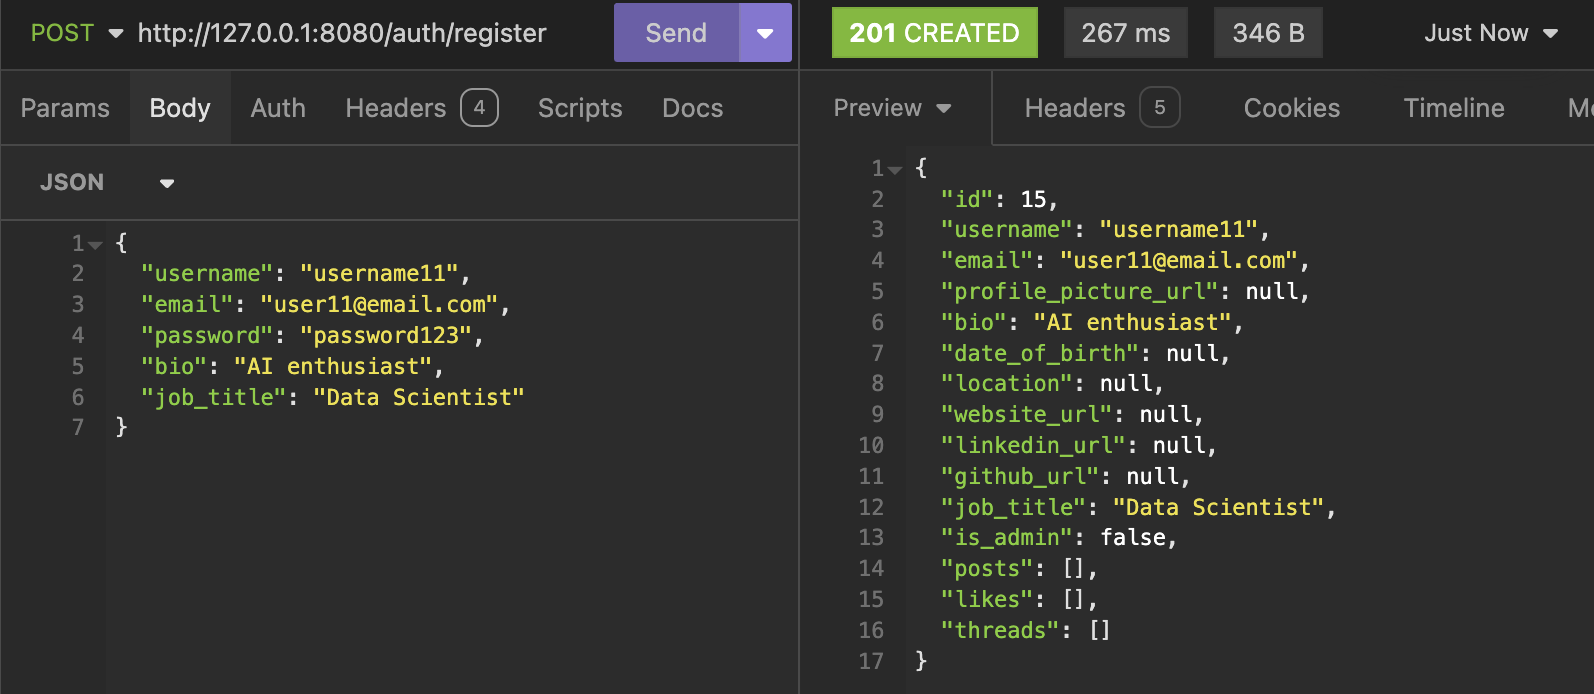 POST http://127.0.0.1:8080/auth/register Send
Params Body Auth Headers 4 Scripts Docs
JSON
1 {
2 "username": "username11",
3 "email": "user11@email.com",
4 "password": "password123",
5 "bio": "AI enthusiast",
6 "job_title": "Data Scientist"
7 }
201 CREATED 267 ms 346 B Just Now
Preview Headers 5 Cookies Timeline
1 {
2 "id": 15,
3 "username": "username11",
4 "email": "user11@email.com",
5 "profile_picture_url": null,
6 "bio": "AI enthusiast",
7 "date_of_birth": null,
8 "location": null,
9 "website_url": null,
10 "linkedin_url": null,
11 "github_url": null,
12 "job_title": "Data Scientist",
13 "is_admin": false,
14 "posts": [],
15 "likes": [],
16 "threads": []
17 }